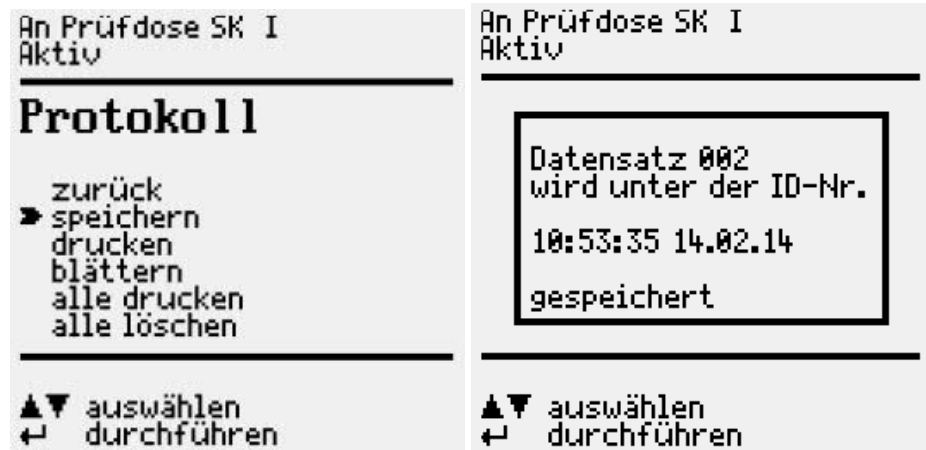 An Prüfdose SK I
Aktiv
Protokoll
zurück
speichern
drucken
blättern
alle drucken
alle löschen
▲▼ auswählen
↵ durchführen
An Prüfdose SK I
Aktiv
Datensatz 002
wird unter der ID-Nr.
10:53:35 14.02.14
gespeichert
▲▼ auswählen
↵ durchführen